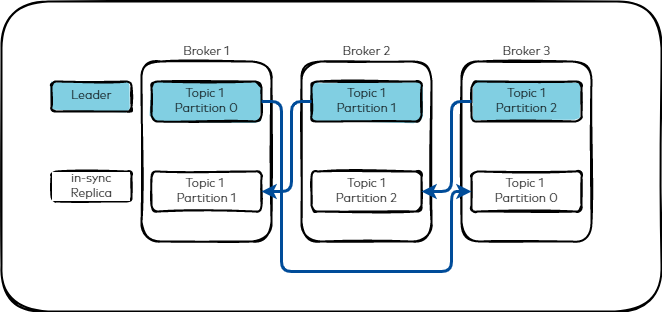 Broker 1
Broker 2
Broker 3
Leader
Topic 1
Partition 0
Topic 1
Partition 1
Topic 1
Partition 2
in-sync
Replica
Topic 1
Partition 1
Topic 1
Partition 2
Topic 1
Partition 0